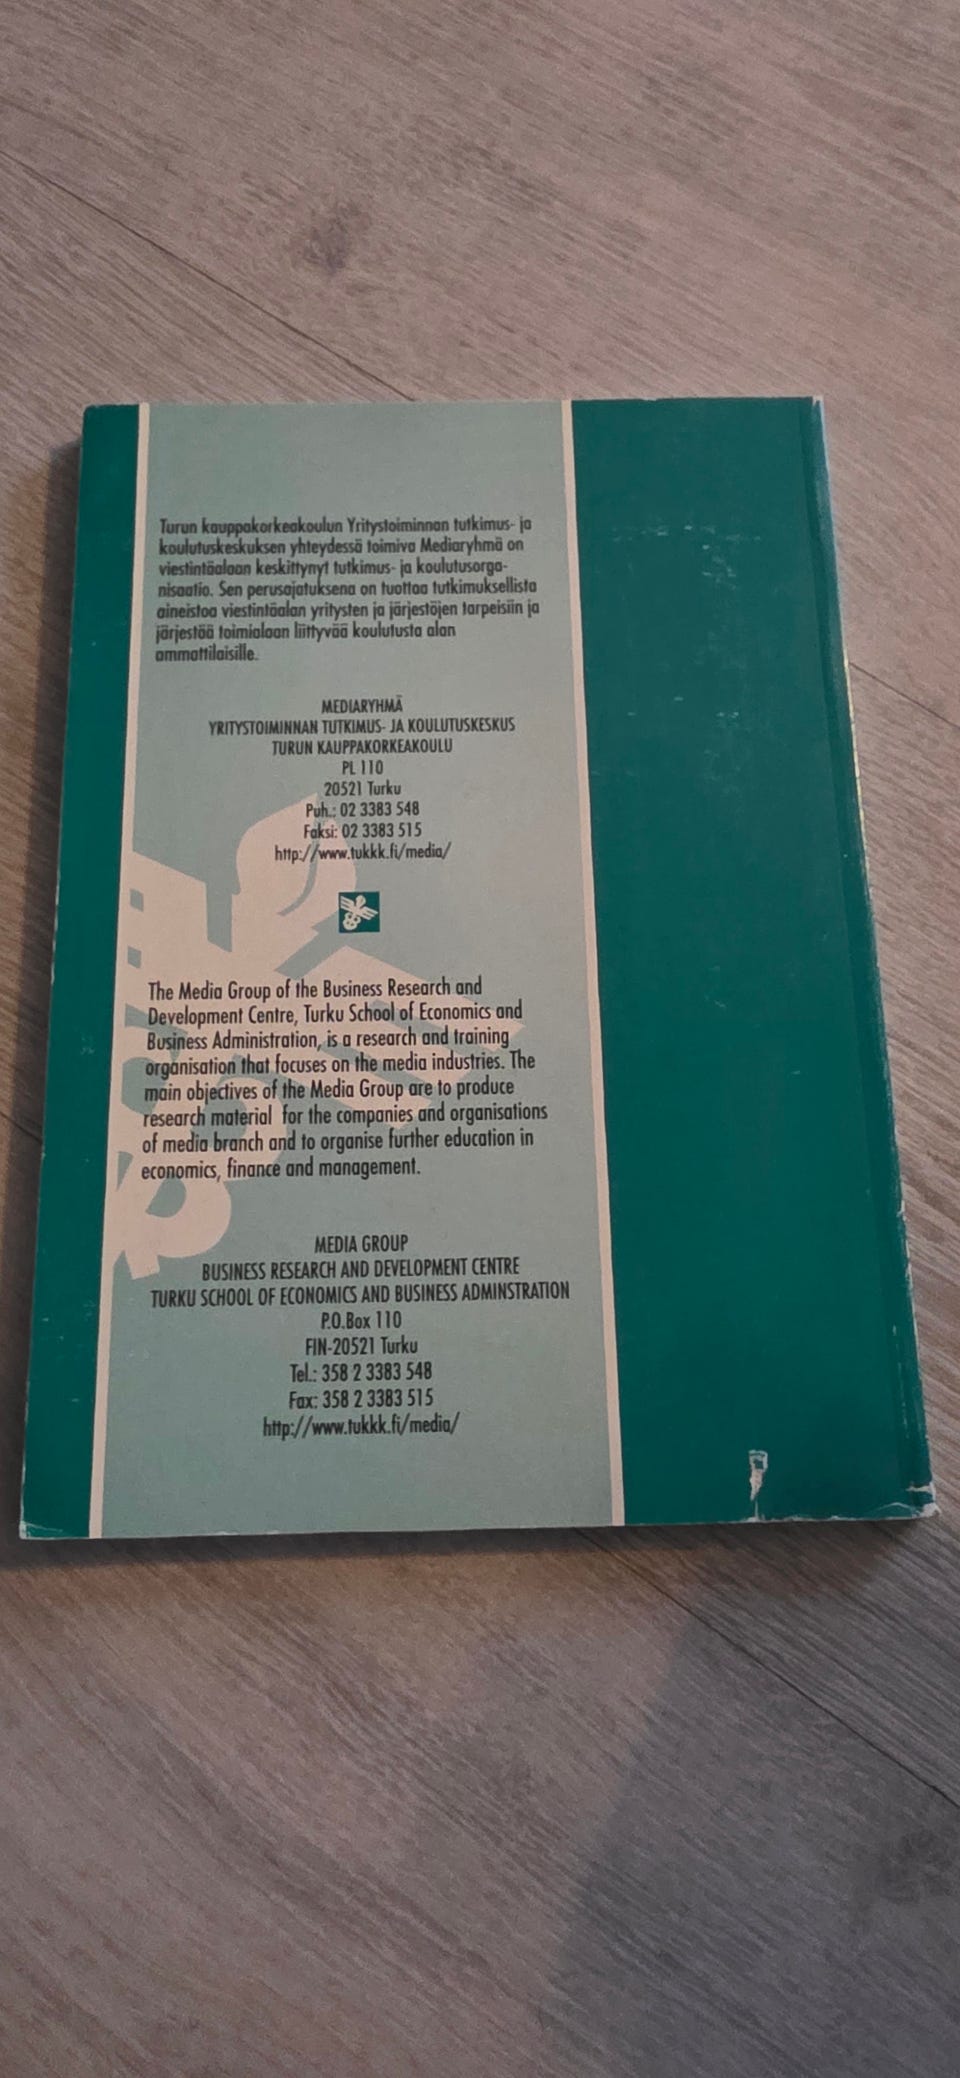 Turun kauppakorkeakoulun Yritystoiminnan tutkimus- ja
koulutuskeskuksen yhteydessä toimiva Mediaryhmä on
viestintäalaan keskittynyt tutkimus- ja koulutusorga-
nisaatio. Sen perusajatuksena on tuottaa tutkimuksellista
aineistoa viestintäalan yritysten ja järjestöjen tarpeisiin ja
järjestää toimialaan liittyvää koulutusta alan
ammattilaisille.
MEDIARYHMÄ
YRITYSTOIMINNAN TUTKIMUS- JA KOULUTUSKESKUS
TURUN KAUPPAKORKEAKOULU
PL 110
20521 Turku
Puh.: 02 3383 548
Faksi: 02 3383 515
http://www.tukkk.fi/media/
The Media Group of the Business Research and
Development Centre, Turku School of Economics and
Business Administration, is a research and training
organisation that focuses on the media industries. The
main objectives of the Media Group are to produce
research material for the companies and organisations
of media branch and to organise further education in
economics, finance and management.
MEDIA GROUP
BUSINESS RESEARCH AND DEVELOPMENT CENTRE
TURKU SCHOOL OF ECONOMICS AND BUSINESS ADMINSTRATION
P.O.Box 110
FIN-20521 Turku
Tel.: 358 2 3383 548
Fax: 358 2 3383 515
http://www.tukkk.fi/media/